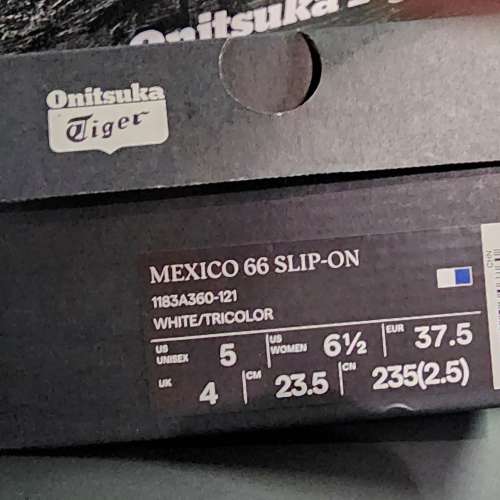 Onitsuka Tiger
Onitsuka
Tiger
MEXICO 66 SLIP-ON
1183A360-121
WHITE/TRICOLOR
US UNISEX 5 US WOMEN 6½ EUR 37.5
UK 4 CM 23.5 CN 235(2.5)